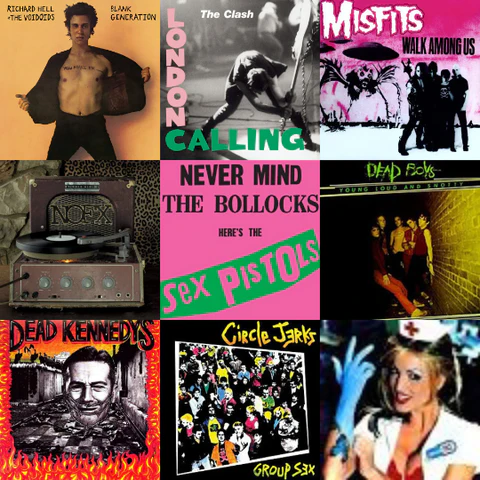 RICHARD HELL
+THE VOIDOIDS
BLANK
GENERATION
The Clash
LONDON
CALLING
MISFITS
WALK AMONG US
NOFX
NEVER MIND
THE BOLLOCKS
HERE'S THE
Sex PISTOLS
DEAD BOYS
YOUNG LOUD AND SNOTTY
DEAD KENNEDYS
CIRCLE JERKS
GROUP SEX